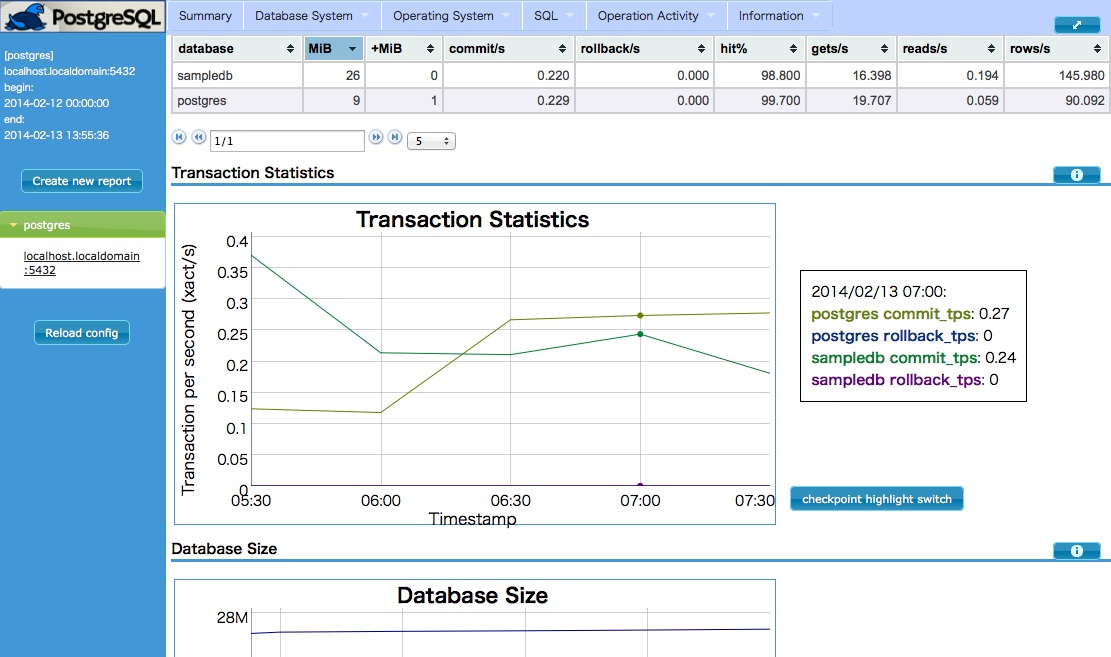 PostgreSQL
Summary Database System Operating System SQL Operation Activity Information
[postgres]
localhost.localdomain:5432
begin:
2014-02-12 00:00:00
end:
2014-02-13 13:55:36
Create new report
postgres
localhost.localdomain
:5432
Reload config
database MiB +MiB commit/s rollback/s hit% gets/s reads/s rows/s
sampledb 26 0 0.220 0.000 98.800 16.398 0.194 145.980
postgres 9 1 0.229 0.000 99.700 19.707 0.059 90.092
1/1 5
Transaction Statistics
Transaction Statistics
Transaction per second (xact/s)
0.4
0.35
0.3
0.25
0.2
0.15
0.1
0.05
0
05:30 06:00 06:30 07:00 07:30
Timestamp
2014/02/13 07:00:
postgres commit_tps: 0.27
postgres rollback_tps: 0
sampledb commit_tps: 0.24
sampledb rollback_tps: 0
checkpoint highlight switch
Database Size
Database Size
28M